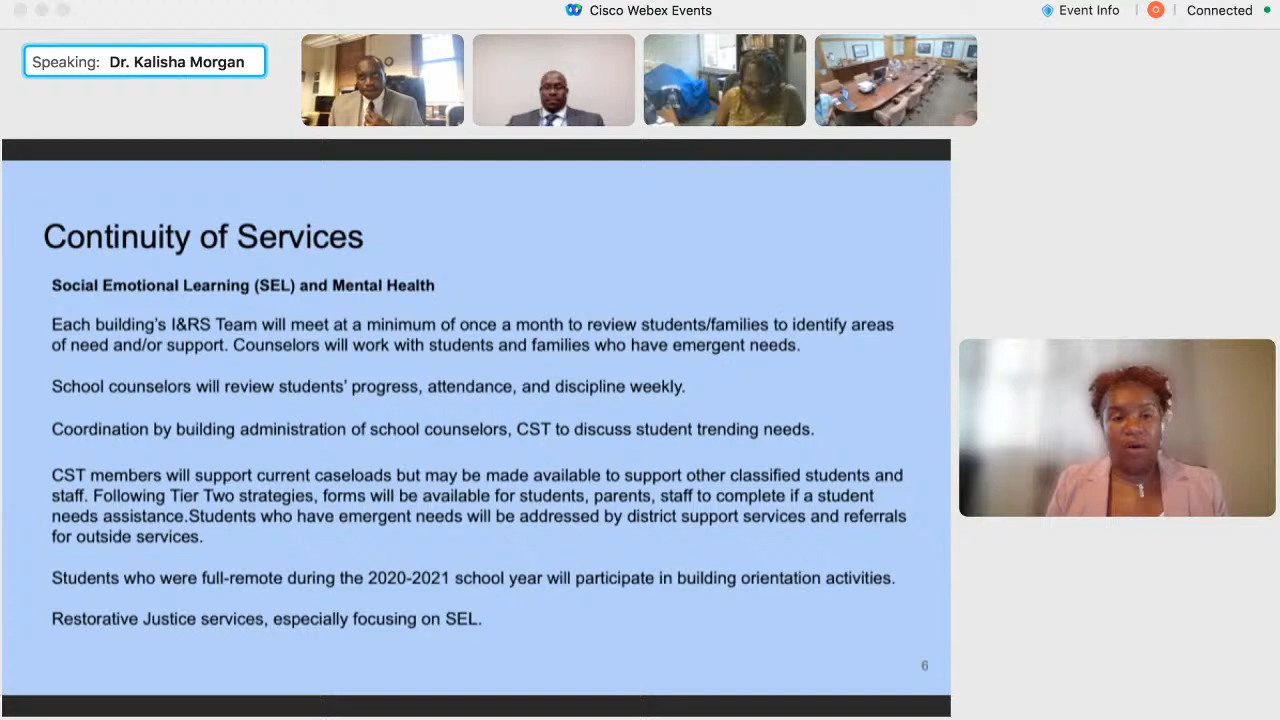 Cisco Webex Events
Event Info
Connected
Speaking: Dr. Kalisha Morgan
Continuity of Services
Social Emotional Learning (SEL) and Mental Health
Each building's I&RS Team will meet at a minimum of once a month to review students/families to identify areas
of need and/or support. Counselors will work with students and families who have emergent needs.
School counselors will review students' progress, attendance, and discipline weekly.
Coordination by building administration of school counselors, CST to discuss student trending needs.
CST members will support current caseloads but may be made available to support other classified students and
staff. Following Tier Two strategies, forms will be available for students, parents, staff to complete if a student
needs assistance.Students who have emergent needs will be addressed by district support services and referrals
for outside services.
Students who were full-remote during the 2020-2021 school year will participate in building orientation activities.
Restorative Justice services, especially focusing on SEL.
6